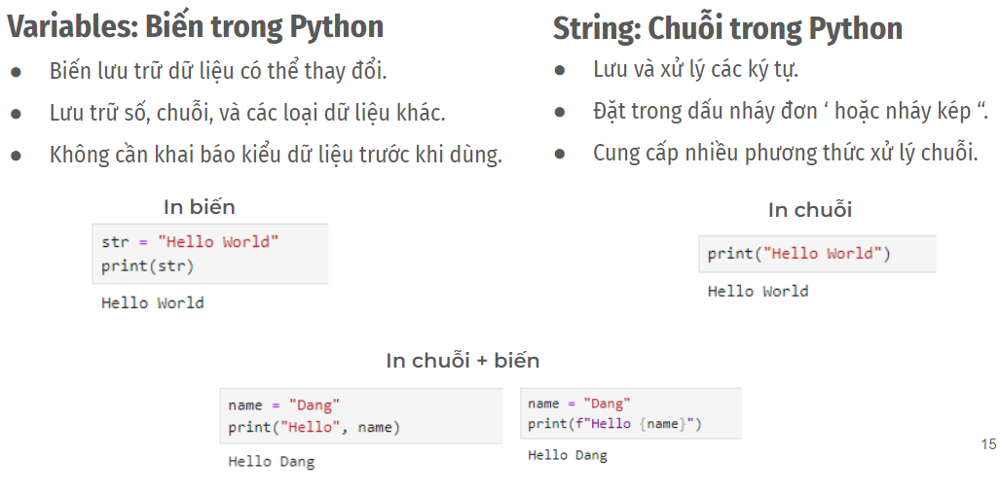 Variables: Biến trong Python
● Biến lưu trữ dữ liệu có thể thay đổi.
● Lưu trữ số, chuỗi, và các loại dữ liệu khác.
● Không cần khai báo kiểu dữ liệu trước khi dùng.
In biến
str = "Hello World"
print(str)
Hello World
String: Chuỗi trong Python
● Lưu và xử lý các ký tự.
● Đặt trong dấu nháy đơn ‘ hoặc nháy kép “.
● Cung cấp nhiều phương thức xử lý chuỗi.
In chuỗi
print("Hello World")
Hello World
In chuỗi + biến
name = "Dang"
print("Hello", name)
Hello Dang
name = "Dang"
print(f"Hello {name}")
Hello Dang
15